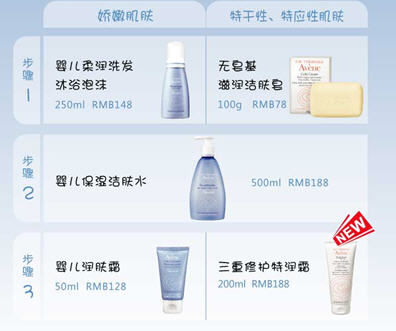 娇嫩肌肤
特干性、特应性肌肤
步骤1
婴儿柔润洗发
沐浴泡沫
250ml RMB148
无皂基
滋润洁肤皂
100g RMB78
Avène
步骤2
婴儿保湿洁肤水
500ml RMB188
步骤3
婴儿润肤霜
50ml RMB128
三重修护特润霜
200ml RMB188
NEW